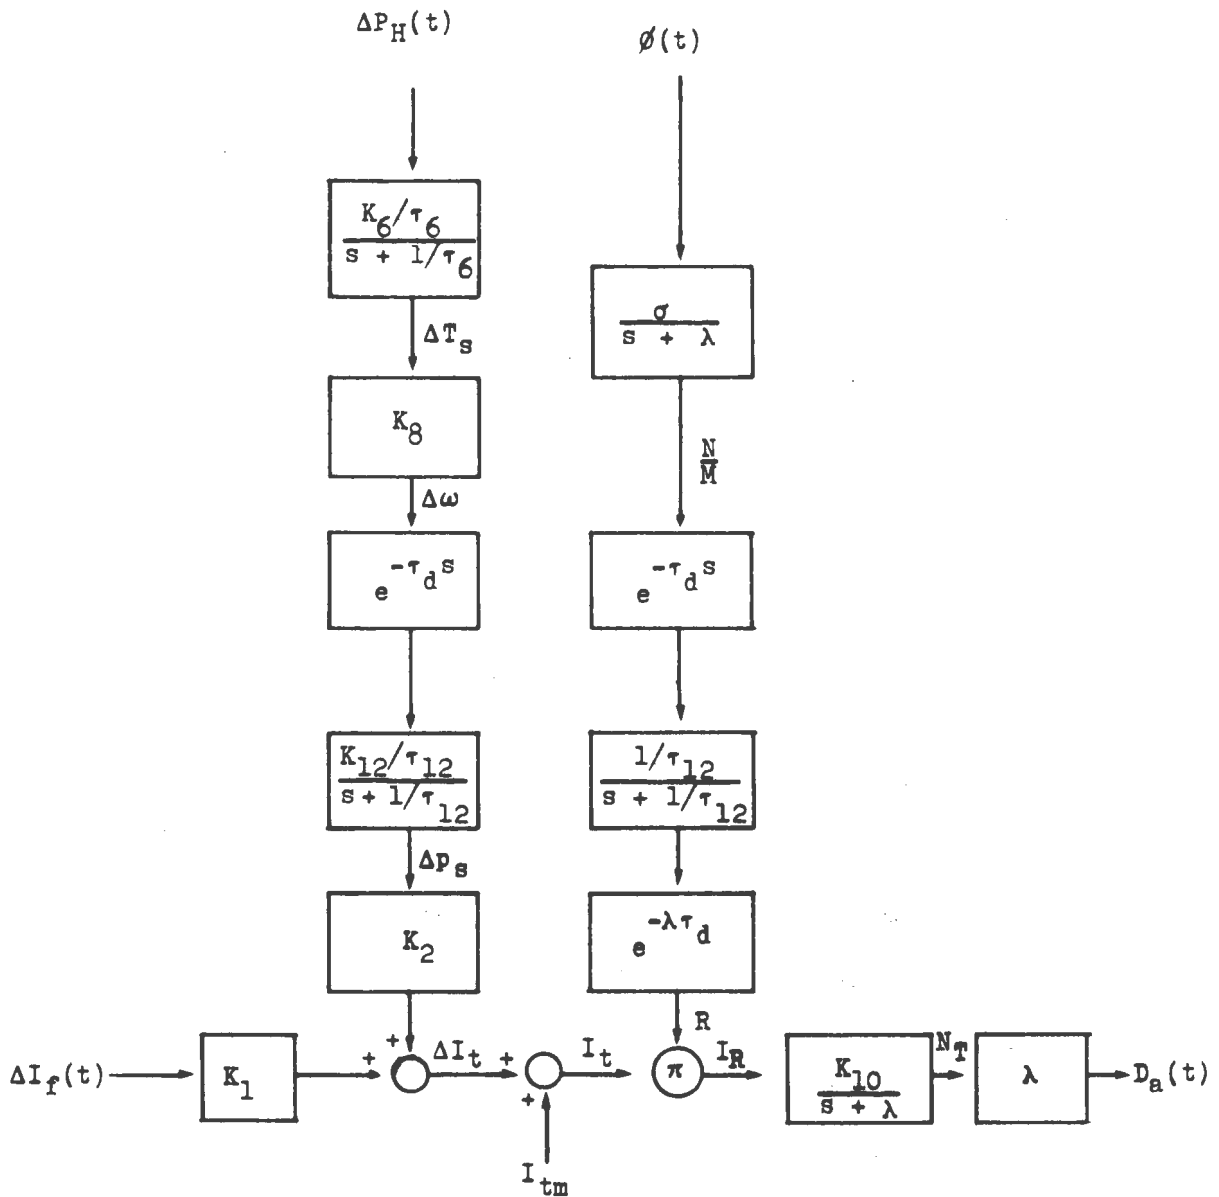 ΔP_H(t)
ø(t)
K_6/τ_6
s + 1/τ_6
σ
s + λ
ΔT_s
K_8
N
M
Δω
e^{-τ_d s}
e^{-τ_d s}
K_12/τ_12
s + 1/τ_12
1/τ_12
s + 1/τ_12
Δp_s
K_2
e^{-λτ_d}
R
ΔI_f(t)
K_1
+
+
ΔI_t
+
+
I_tm
I_t
π
I_R
K_10
s + λ
N_T
λ
D_a(t)